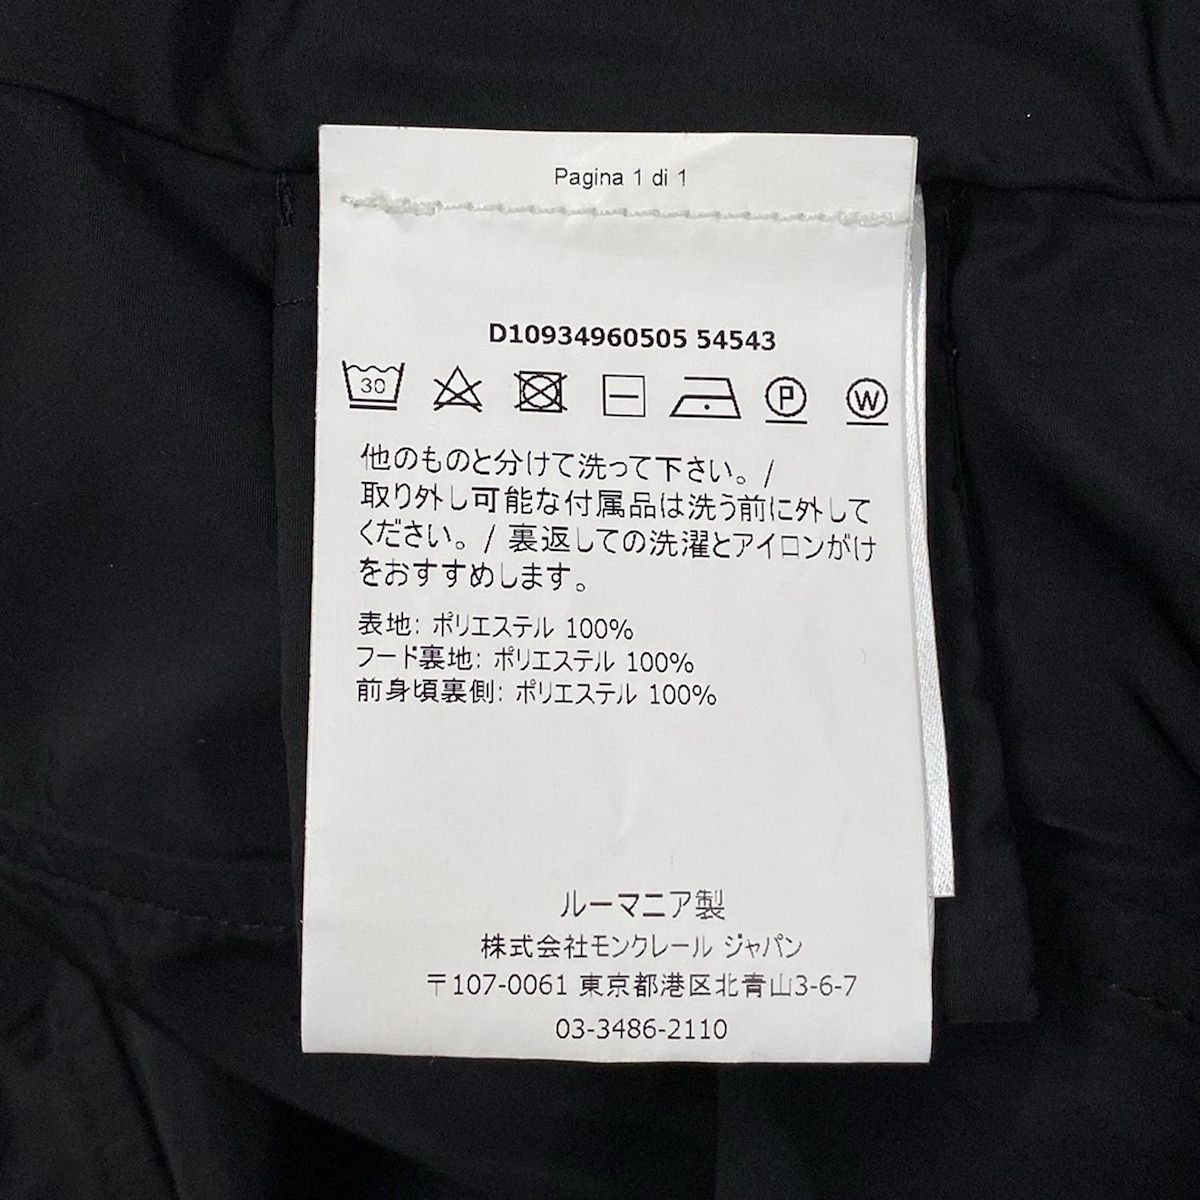 Pagina 1 di 1
D10934960505 54543
30 P W
他のものと分けて洗って下さい。/
取り外し可能な付属品は洗う前に外して
ください。/ 裏返しての洗濯とアイロンがけ
をおすすめします。
表地: ポリエステル 100%
フード裏地: ポリエステル 100%
前身頃裏側: ポリエステル 100%
ルーマニア製
株式会社モンクレール ジャパン
〒107-0061 東京都港区北青山3-6-7
03-3486-2110